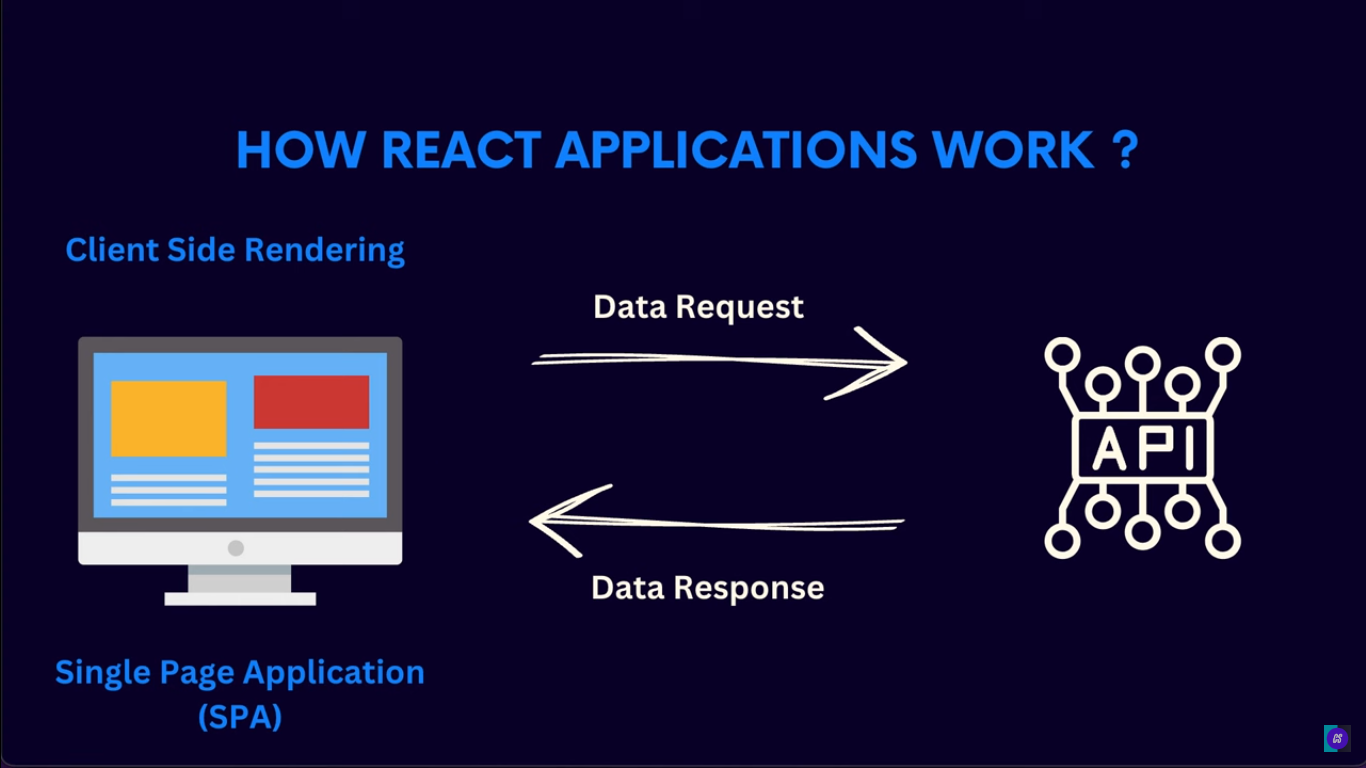 HOW REACT APPLICATIONS WORK ?
Client Side Rendering
Data Request
API
Data Response
Single Page Application
(SPA)